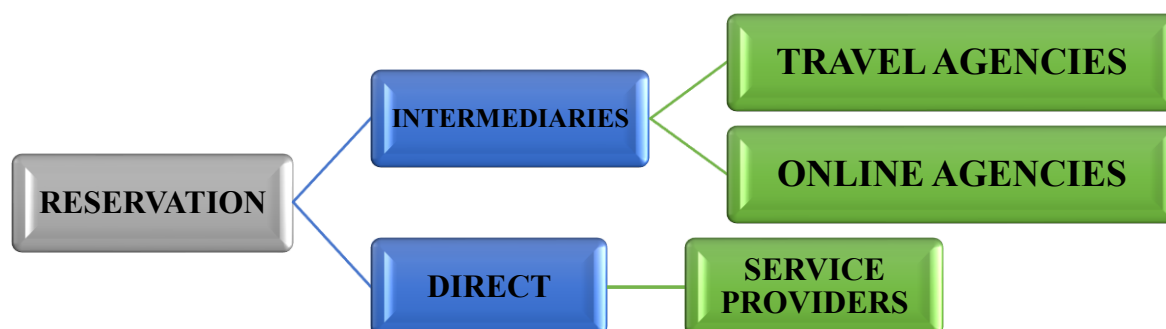 RESERVATION
INTERMEDIARIES
TRAVEL AGENCIES
ONLINE AGENCIES
DIRECT
SERVICE
PROVIDERS